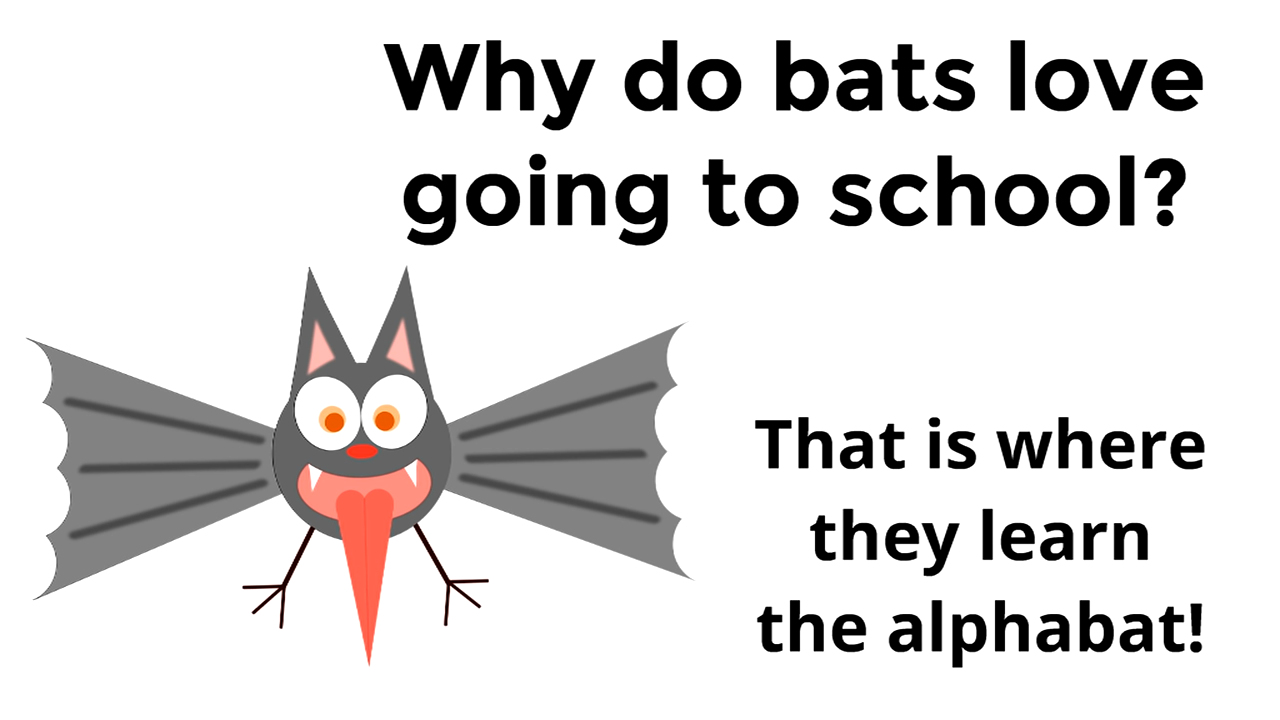 Why do bats love
going to school?
That is where
they learn
the alphabat!